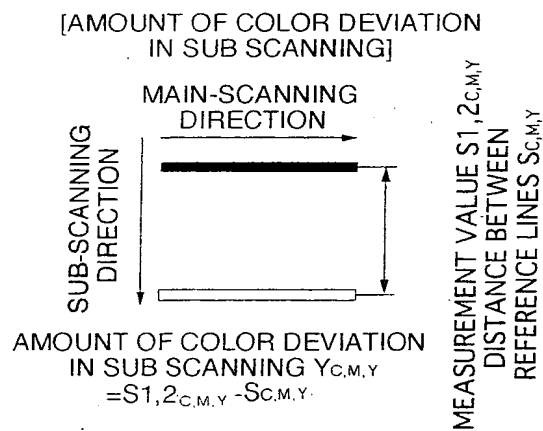 [AMOUNT OF COLOR DEVIATION
IN SUB SCANNING]
MAIN-SCANNING
DIRECTION
SUB-SCANNING
DIRECTION
MEASUREMENT VALUE S1,2C,M,Y
DISTANCE BETWEEN
REFERENCE LINES SC,M,Y
AMOUNT OF COLOR DEVIATION
IN SUB SCANNING YC,M,Y
=S1,2C,M,Y -SC,M,Y